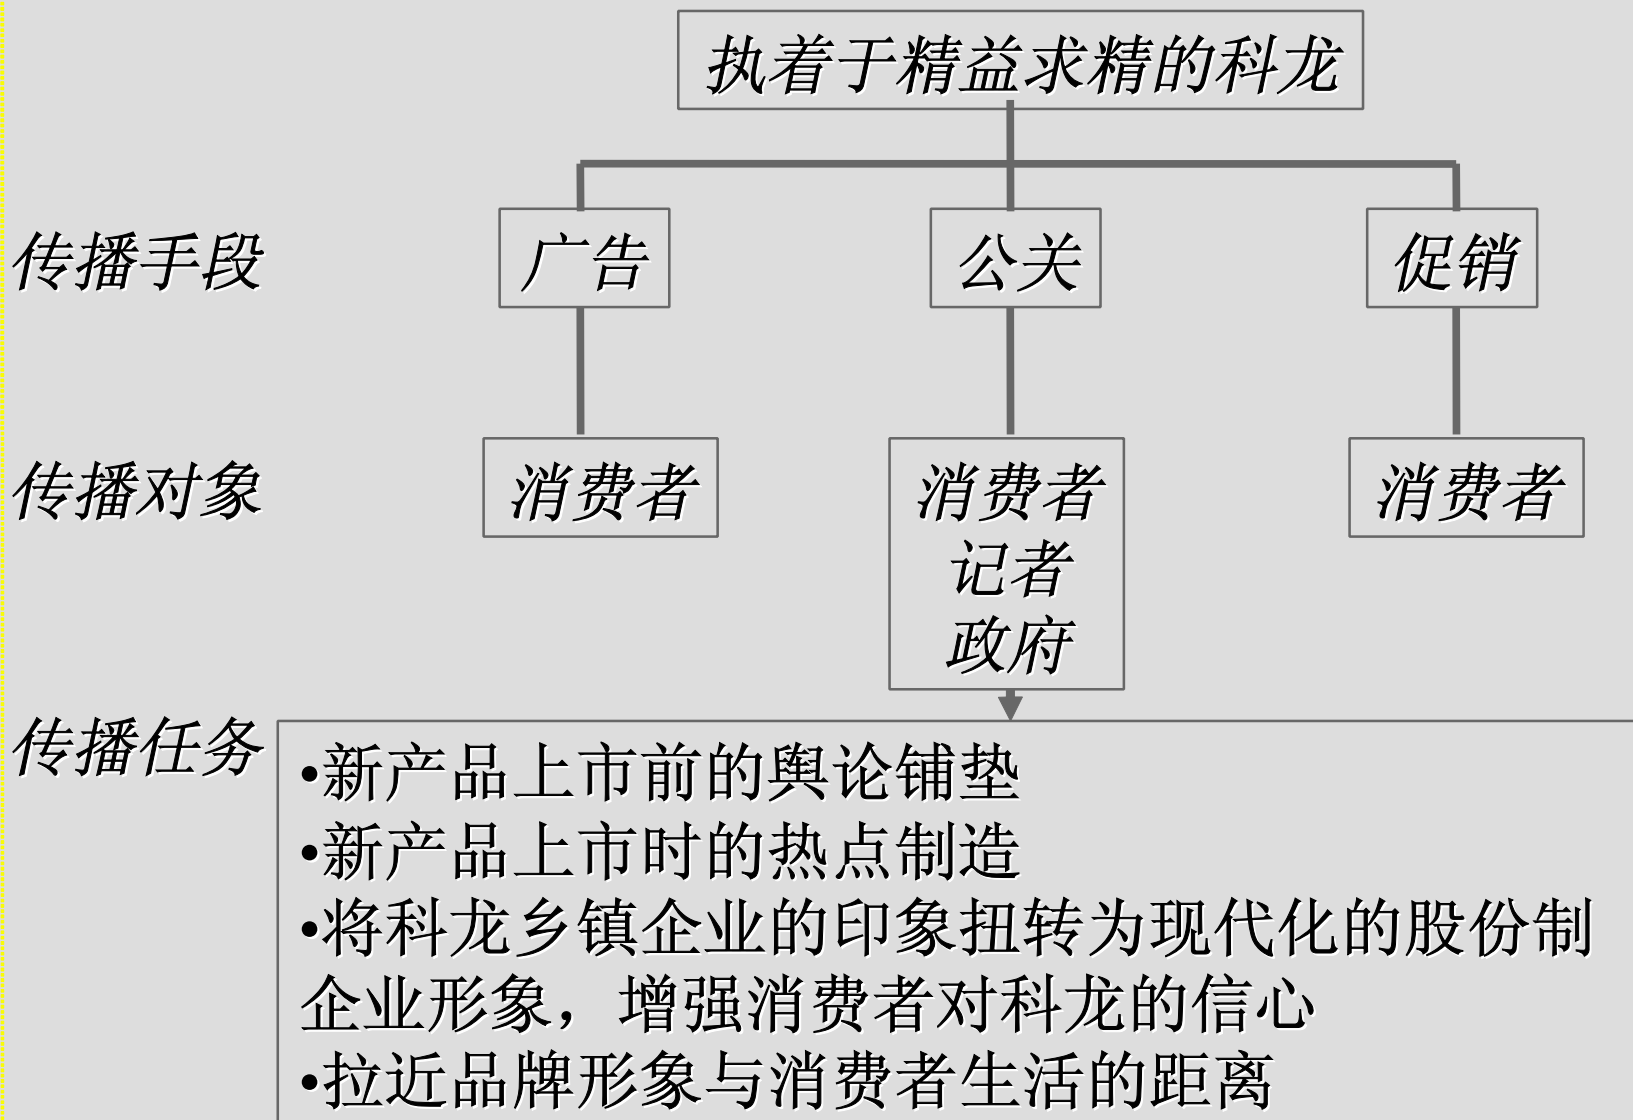 执着于精益求精的科龙
传播手段 广告 公关 促销
传播对象 消费者 消费者 消费者
记者
政府
传播任务
•新产品上市前的舆论铺垫
•新产品上市时的热点制造
•将科龙乡镇企业的印象扭转为现代化的股份制
企业形象，增强消费者对科龙的信心
•拉近品牌形象与消费者生活的距离